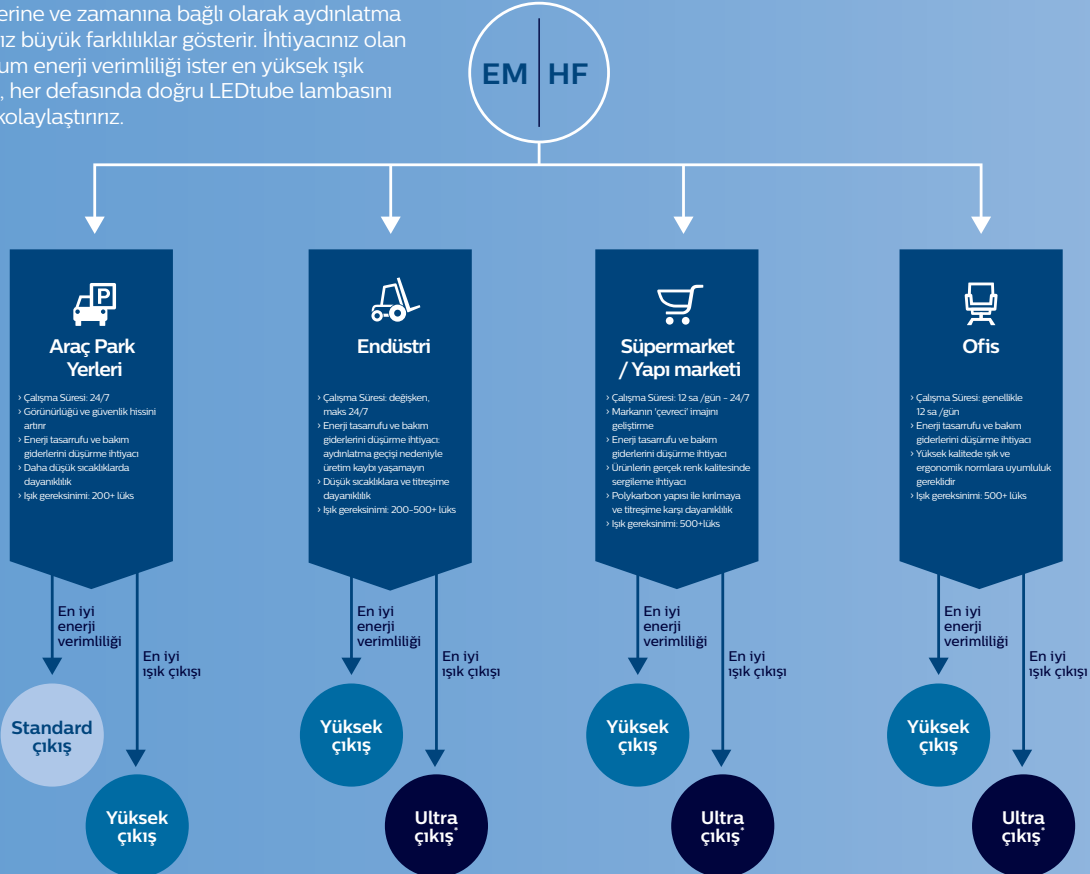 erine ve zamanına bağlı olarak aydınlatma
ız büyük farklılıklar gösterir. İhtiyacınız olan
um enerji verimliliği ister en yüksek ışık
, her defasında doğru LEDtube lambasını
kolaylaştırırız.
EM | HF
P
Araç Park
Yerleri
› Çalışma Süresi: 24/7
› Görünürlüğü ve güvenlik hissini
artırır
› Enerji tasarrufu ve bakım
giderlerini düşürme ihtiyacı
› Daha düşük sıcaklıklarda
dayanıklılık
› Işık gereksinimi: 200+ lüks
Endüstri
› Çalışma Süresi: değişken,
maks 24/7
› Enerji tasarrufu ve bakım
giderlerini düşürme ihtiyacı:
aydınlatma geçişi nedeniyle
üretim kaybı yaşamayın
› Düşük sıcaklıklara ve titreşime
dayanıklılık
› Işık gereksinimi: 200-500+ lüks
Süpermarket
/ Yapı marketi
› Çalışma Süresi: 12 sa /gün - 24/7
› Markanın 'çevreci' imajını
geliştirme
› Enerji tasarrufu ve bakım
giderlerini düşürme ihtiyacı
› Ürünlerin gerçek renk kalitesinde
sergileme ihtiyacı
› Polykarbon yapısı ile kırılmaya
ve titreşime karşı dayanıklılık
› Işık gereksinimi: 500+lüks
Ofis
› Çalışma Süresi: genellikle
12 sa /gün
› Enerji tasarrufu ve bakım
giderlerini düşürme ihtiyacı
› Yüksek kalitede ışık ve
ergonomik normlara uyumluluk
gereklidir
› Işık gereksinimi: 500+ lüks
En iyi
enerji
verimliliği
En iyi
ışık çıkışı
En iyi
enerji
verimliliği
En iyi
ışık çıkışı
En iyi
enerji
verimliliği
En iyi
ışık çıkışı
En iyi
enerji
verimliliği
En iyi
ışık çıkışı
Standard
çıkış
Yüksek
çıkış
Yüksek
çıkış
Ultra
çıkış*
Yüksek
çıkış
Ultra
çıkış*
Yüksek
çıkış
Ultra
çıkış*